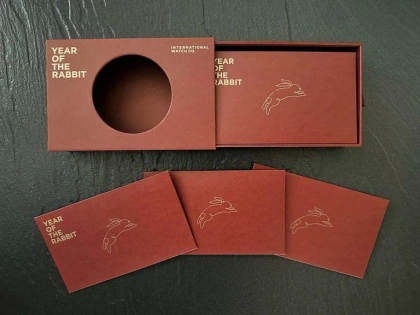 YEAR
OF
THE
RABBIT
INTERNATIONAL
WATCH CO.
YEAR
OF THE
RABBIT
YEAR
OF
THE
RABBIT